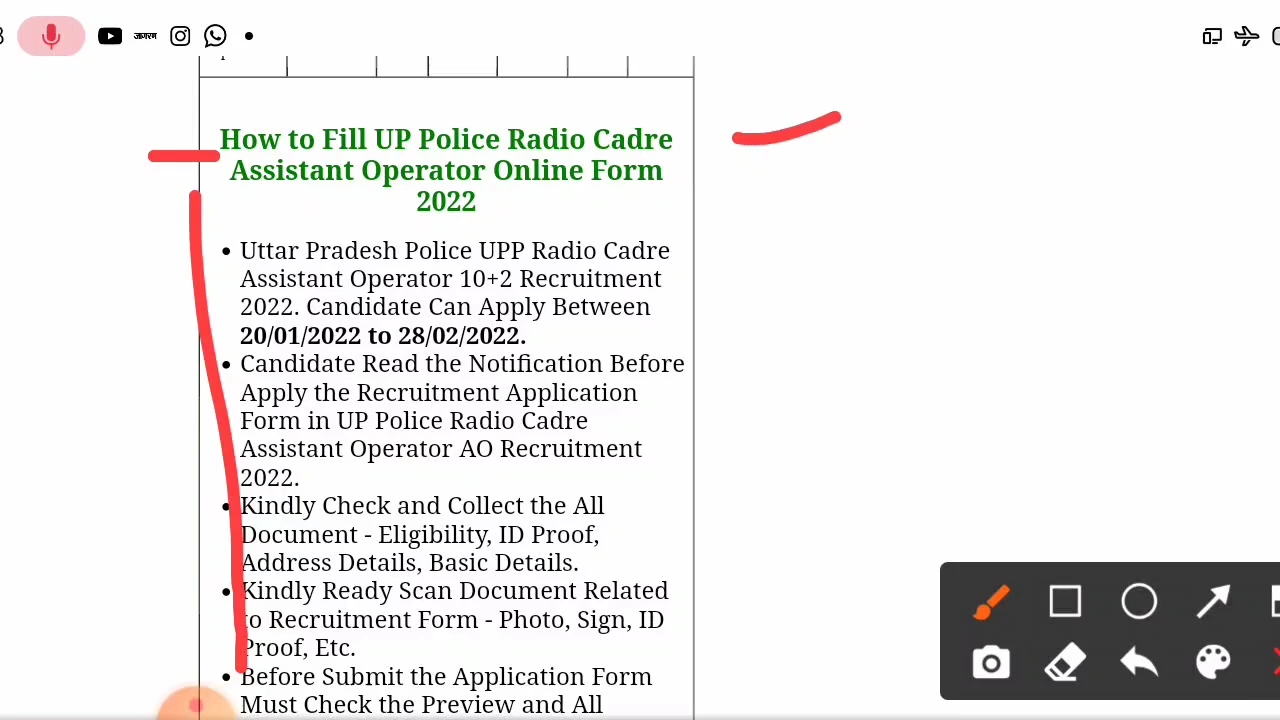 जागरण
How to Fill UP Police Radio Cadre
Assistant Operator Online Form
2022
• Uttar Pradesh Police UPP Radio Cadre
Assistant Operator 10+2 Recruitment
2022. Candidate Can Apply Between
20/01/2022 to 28/02/2022.
• Candidate Read the Notification Before
Apply the Recruitment Application
Form in UP Police Radio Cadre
Assistant Operator AO Recruitment
2022.
• Kindly Check and Collect the All
Document - Eligibility, ID Proof,
Address Details, Basic Details.
• Kindly Ready Scan Document Related
to Recruitment Form - Photo, Sign, ID
Proof, Etc.
• Before Submit the Application Form
Must Check the Preview and All